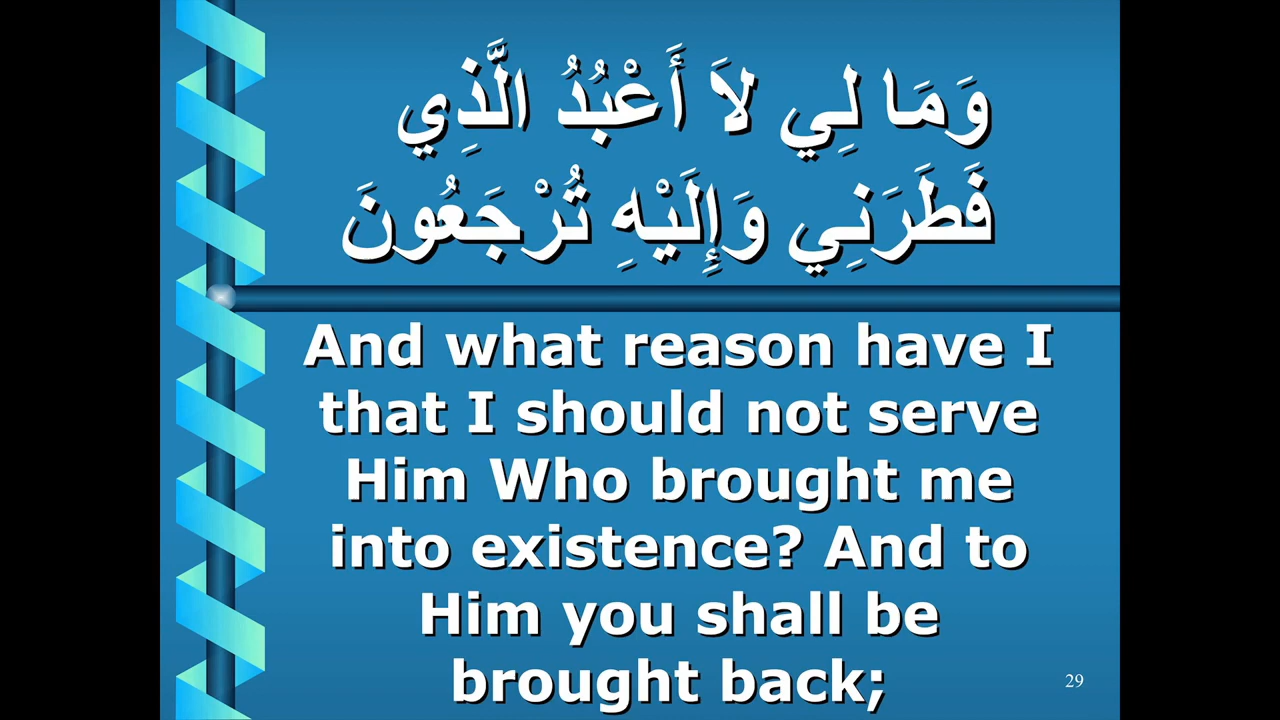 وَمَا لِي لاَ أَعْبُدُ الَّذِي
فَطَرَنِي وَإِلَيْهِ تُرْجَعُونَ
And what reason have I
that I should not serve
Him Who brought me
into existence? And to
Him you shall be
brought back;
29